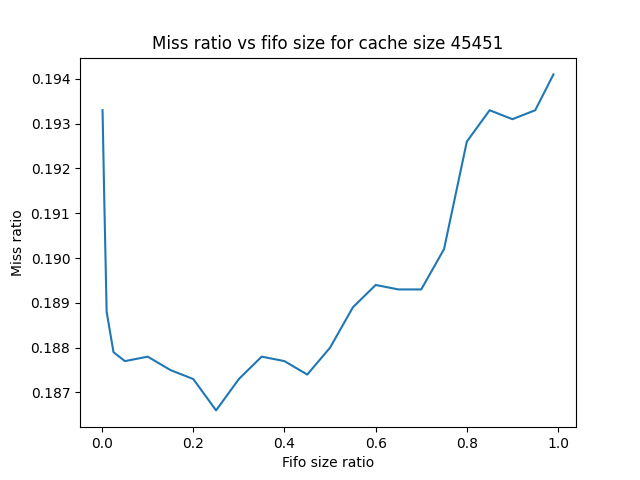 Miss ratio vs fifo size for cache size 45451
0.194
0.193
0.192
0.191
0.190
0.189
0.188
0.187
Miss ratio
0.0 0.2 0.4 0.6 0.8 1.0
Fifo size ratio